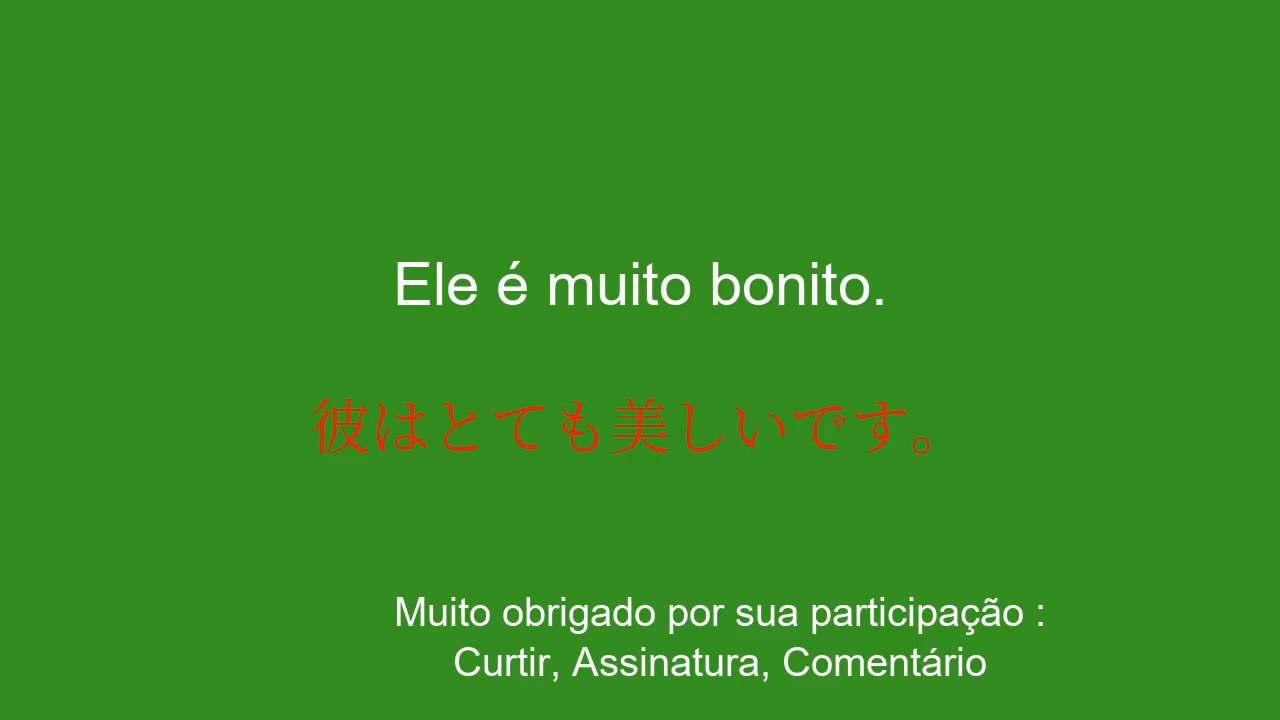 Ele é muito bonito.
彼はとても美しいです。
Muito obrigado por sua participação :
Curtir, Assinatura, Comentário